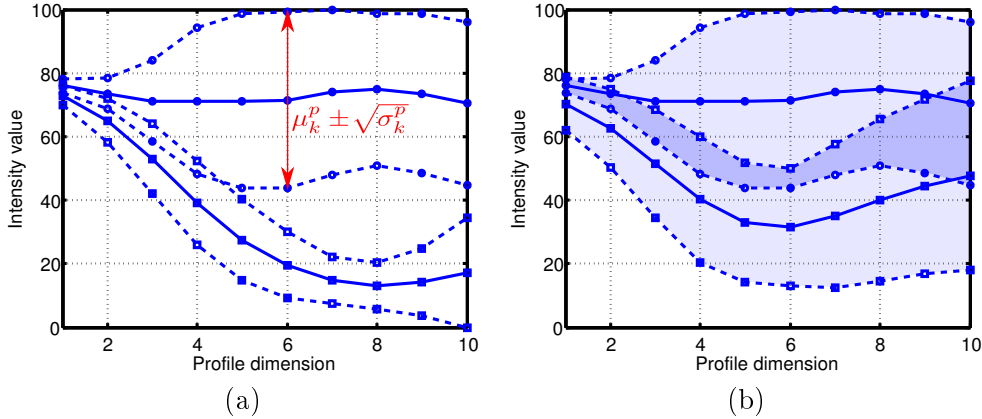 100
80
60
40
20
0
Intensity value
μ_k^p ± √σ_k^p
2 4 6 8 10
Profile dimension
(a)
100
80
60
40
20
0
Intensity value
2 4 6 8 10
Profile dimension
(b)